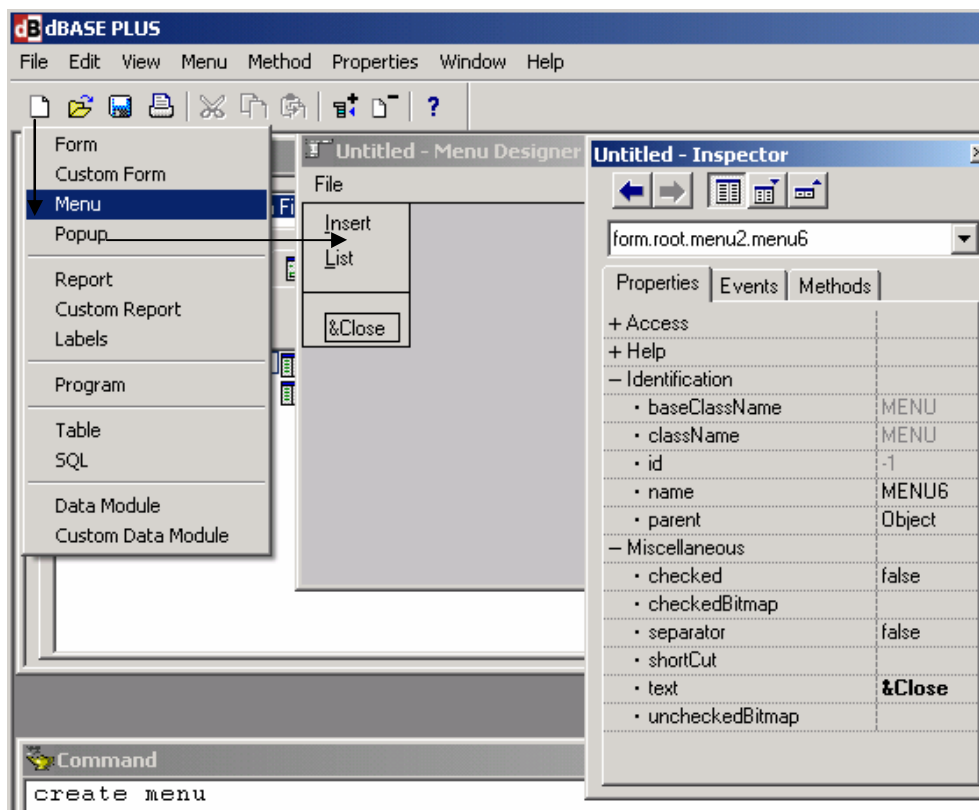 dB dBASE PLUS
File Edit View Menu Method Properties Window Help
?
Form
Custom Form
Menu
Popup
Report
Custom Report
Labels
Program
Table
SQL
Data Module
Custom Data Module
Fi
Untitled - Menu Designer
File
Insert
List
&Close
Untitled - Inspector
form.root.menu2.menu6
Properties Events Methods
+ Access
+ Help
– Identification
· baseClassName MENU
· className MENU
· id -1
· name MENU6
· parent Object
– Miscellaneous
· checked false
· checkedBitmap
· separator false
· shortCut
· text &Close
· uncheckedBitmap
Command
create menu